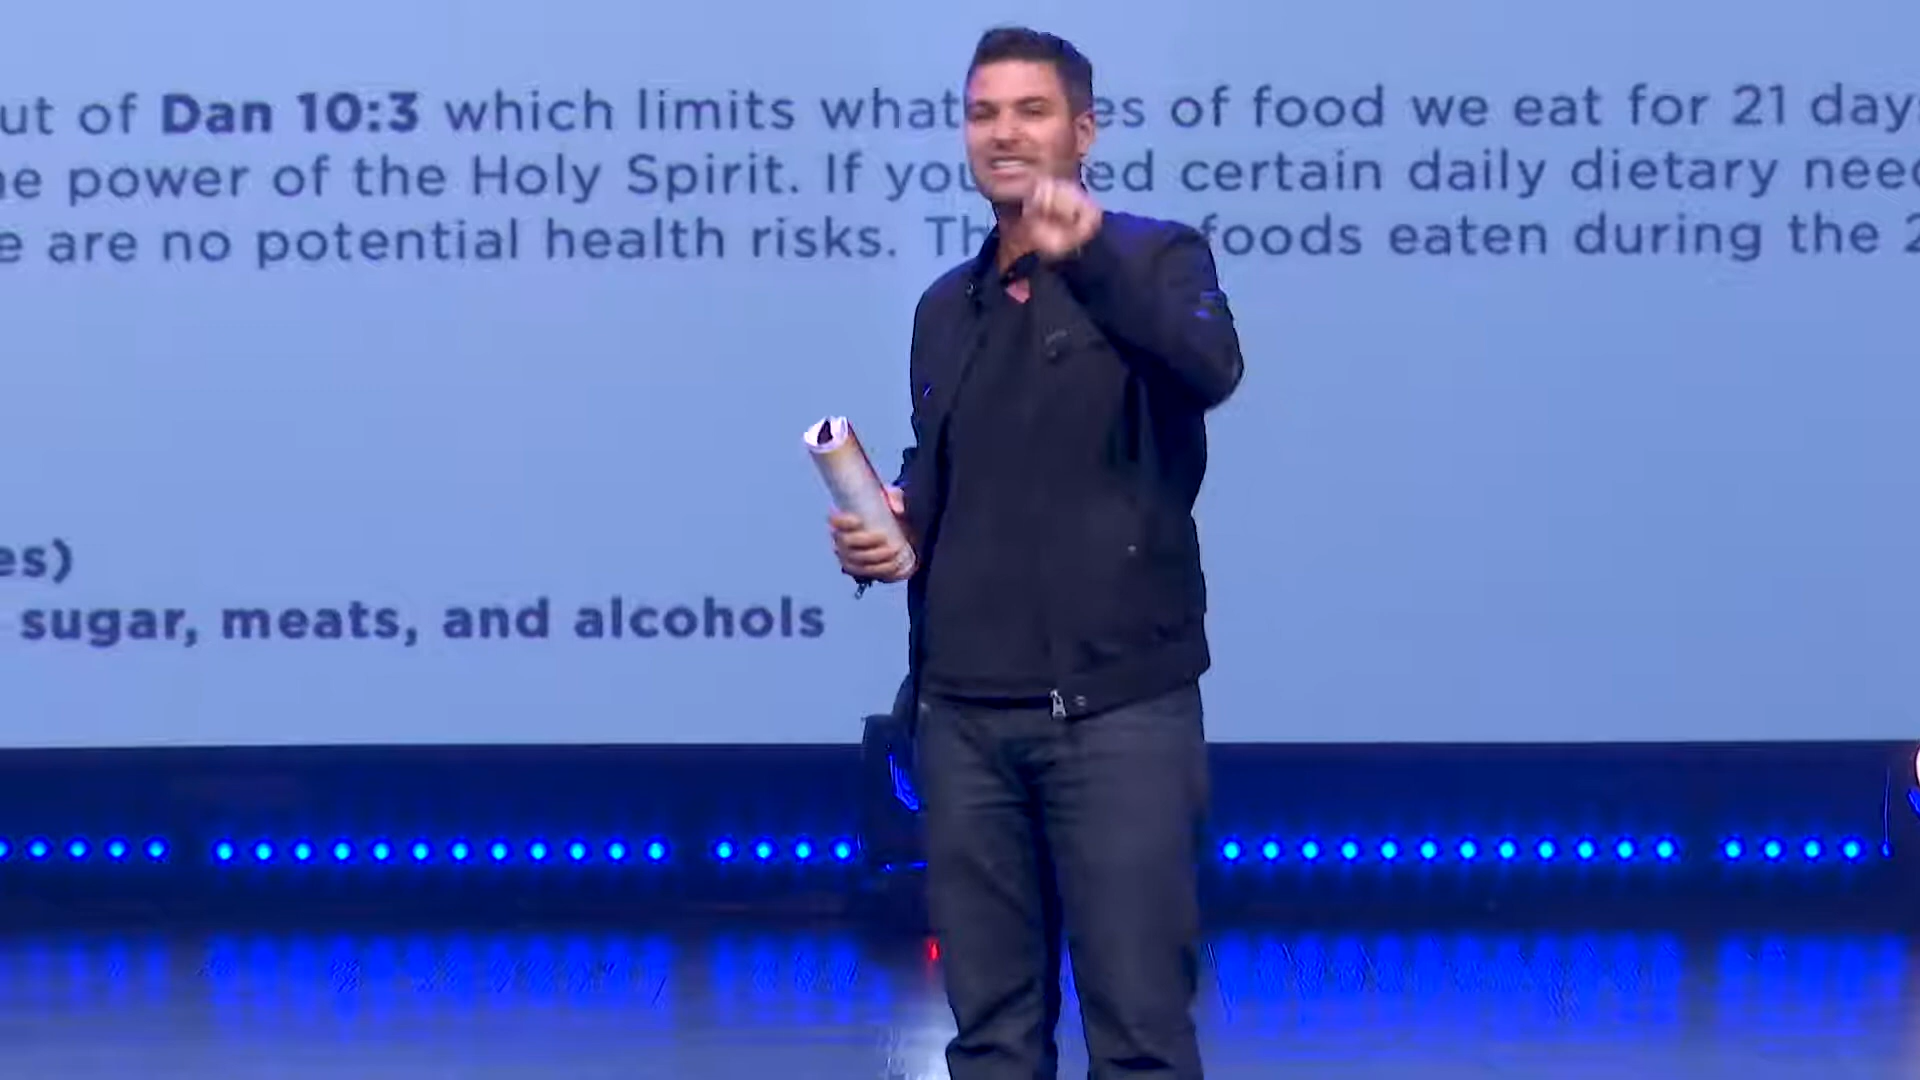 ut of Dan 10:3 which limits what es of food we eat for 21 day
e power of the Holy Spirit. If you ed certain daily dietary need
e are no potential health risks. Th foods eaten during the 2
es)
sugar, meats, and alcohols